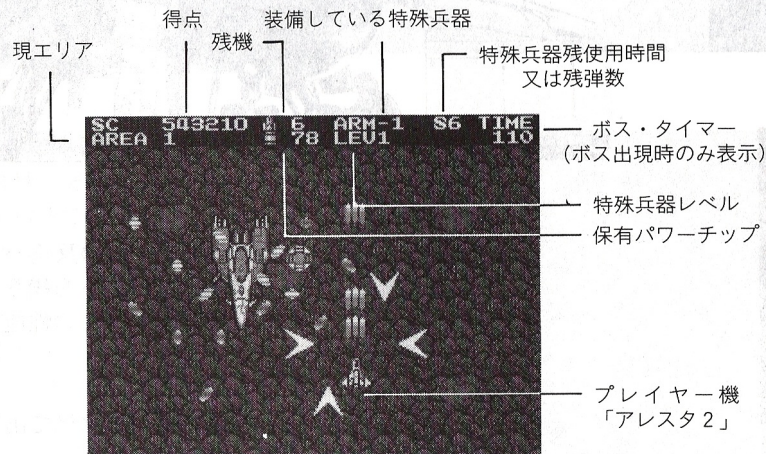 得点
装備している特殊兵器
残機
現エリア
特殊兵器残使用時間
又は残弾数
SC 543210 6 ARM-1 86 TIME
AREA 1 78 LEV1 110
ボス・タイマー
(ボス出現時のみ表示)
特殊兵器レベル
保有パワーチップ
プレイヤー機
「アレスタ2」